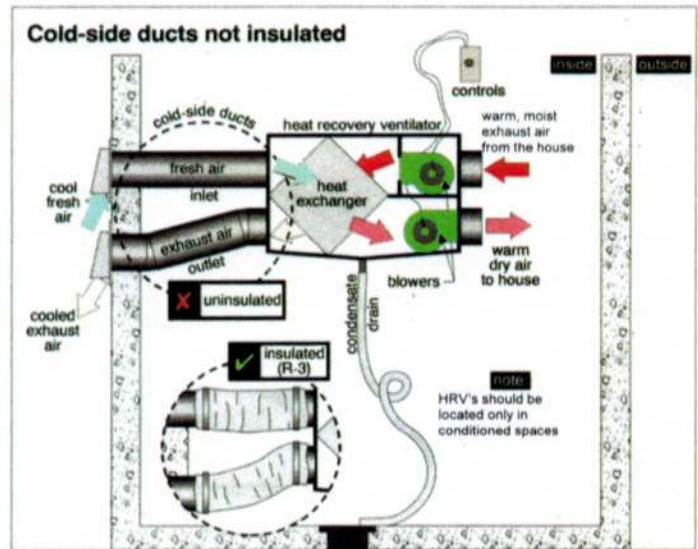 Cold-side ducts not insulated
inside
outside
controls
cold-side ducts
heat recovery ventilator
warm, moist
exhaust air
from the house
fresh air
inlet
heat
exchanger
cool
fresh
air
exhaust air
outlet
warm
dry air
to house
blowers
✗ uninsulated
cooled
exhaust
air
condensate
drain
✓ insulated
(R-3)
note
HRV's should be
located only in
conditioned spaces